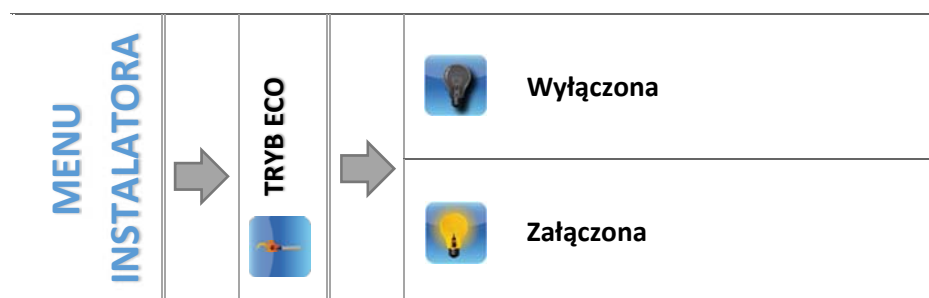 MENU
INSTALATORA
TRYB ECO
Wyłączona
Załączona